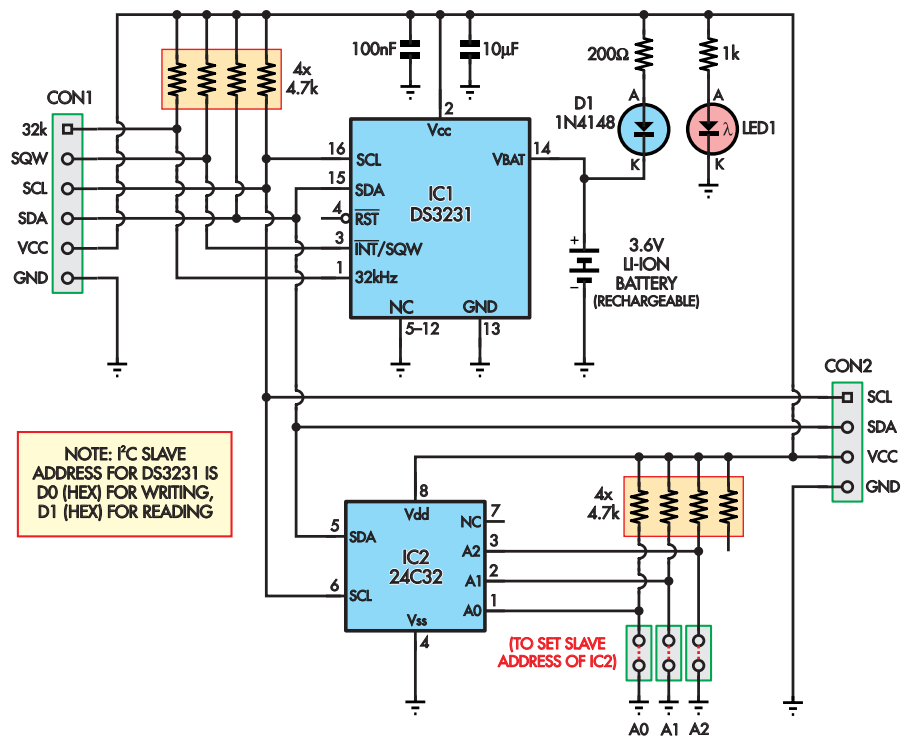 100nF
10µF
200Ω
1k
4x
4.7k
CON1
A
A
D1
1N4148
LED1
λ
K
K
32k
SQW
SCL
SDA
VCC
GND
2
Vcc
16
SCL
15
SDA
4
RST
3
INT/SQW
1
32kHz
IC1
DS3231
14
VBAT
NC
5–12
GND
13
+
–
3.6V
LI-ION
BATTERY
(RECHARGEABLE)
CON2
SCL
SDA
VCC
GND
NOTE: I²C SLAVE
ADDRESS FOR DS3231 IS
D0 (HEX) FOR WRITING,
D1 (HEX) FOR READING
8
Vdd
5
SDA
6
SCL
IC2
24C32
7
NC
3
A2
2
A1
1
A0
Vss
4
4x
4.7k
(TO SET SLAVE
ADDRESS OF IC2)
A0 A1 A2